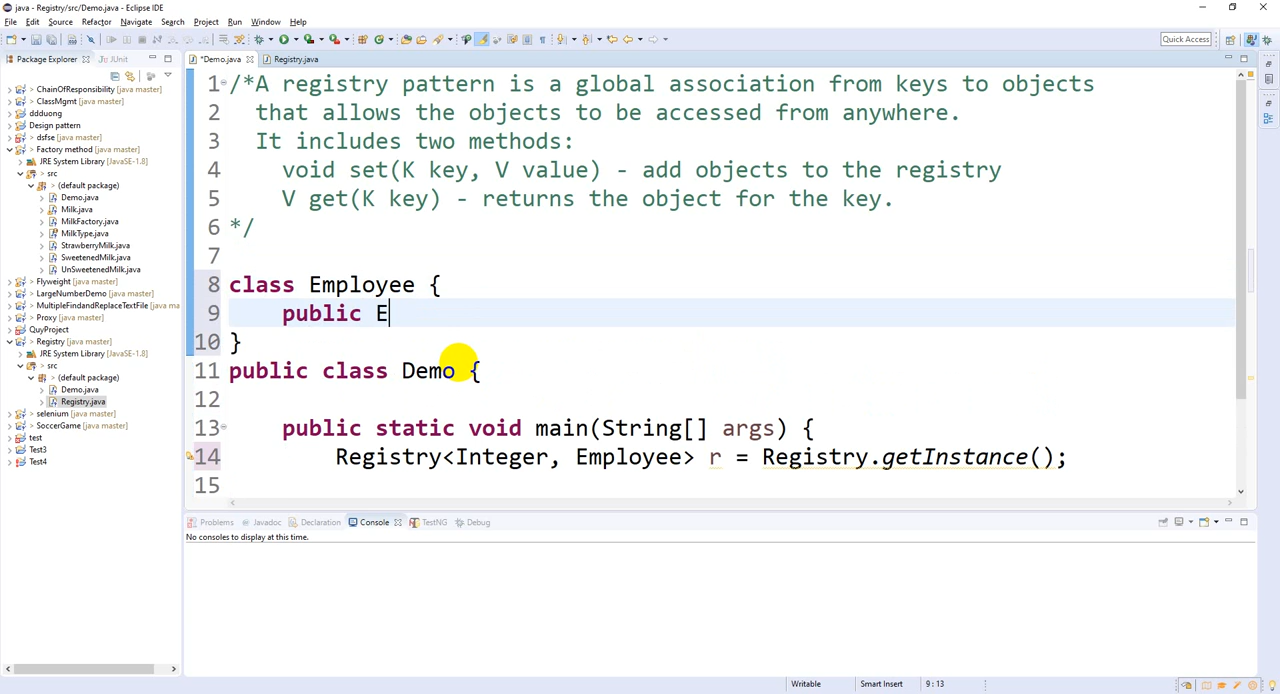 java - Registry/src/Demo.java - Eclipse IDE
File Edit Source Refactor Navigate Search Project Run Window Help
Quick Access
Package Explorer JUnit
*Demo.java Registry.java
> ChainOfResponsibility (java master)
> ClassMgmt (java master)
ddduong
Design pattern
> dsfse (java master)
> Factory method (java master)
JRE System Library [JavaSE-1.8]
> src
> (default package)
Demo.java
Milk.java
MilkFactory.java
MilkType.java
StrawberryMilk.java
SweetenedMilk.java
UnSweetenedMilk.java
> Flyweight (java master)
> LargeNumberDemo (java master)
> MultipleFindandReplaceTextFile (java ma
> Proxy (java master)
QuyProject
> Registry (java master)
JRE System Library [JavaSE-1.8]
> src
> (default package)
Demo.java
Registry.java
> selenium (java master)
> SoccerGame (java master)
test
Test3
Test4
1 /*A registry pattern is a global association from keys to objects
2 that allows the objects to be accessed from anywhere.
3 It includes two methods:
4 void set(K key, V value) - add objects to the registry
5 V get(K key) - returns the object for the key.
6 */
7
8 class Employee {
9 public E
10 }
11 public class Demo {
12
13 public static void main(String[] args) {
14 Registry<Integer, Employee> r = Registry.getInstance();
15
Problems Javadoc Declaration Console TestNG Debug
No consoles to display at this time.
Writable Smart Insert 9 : 13